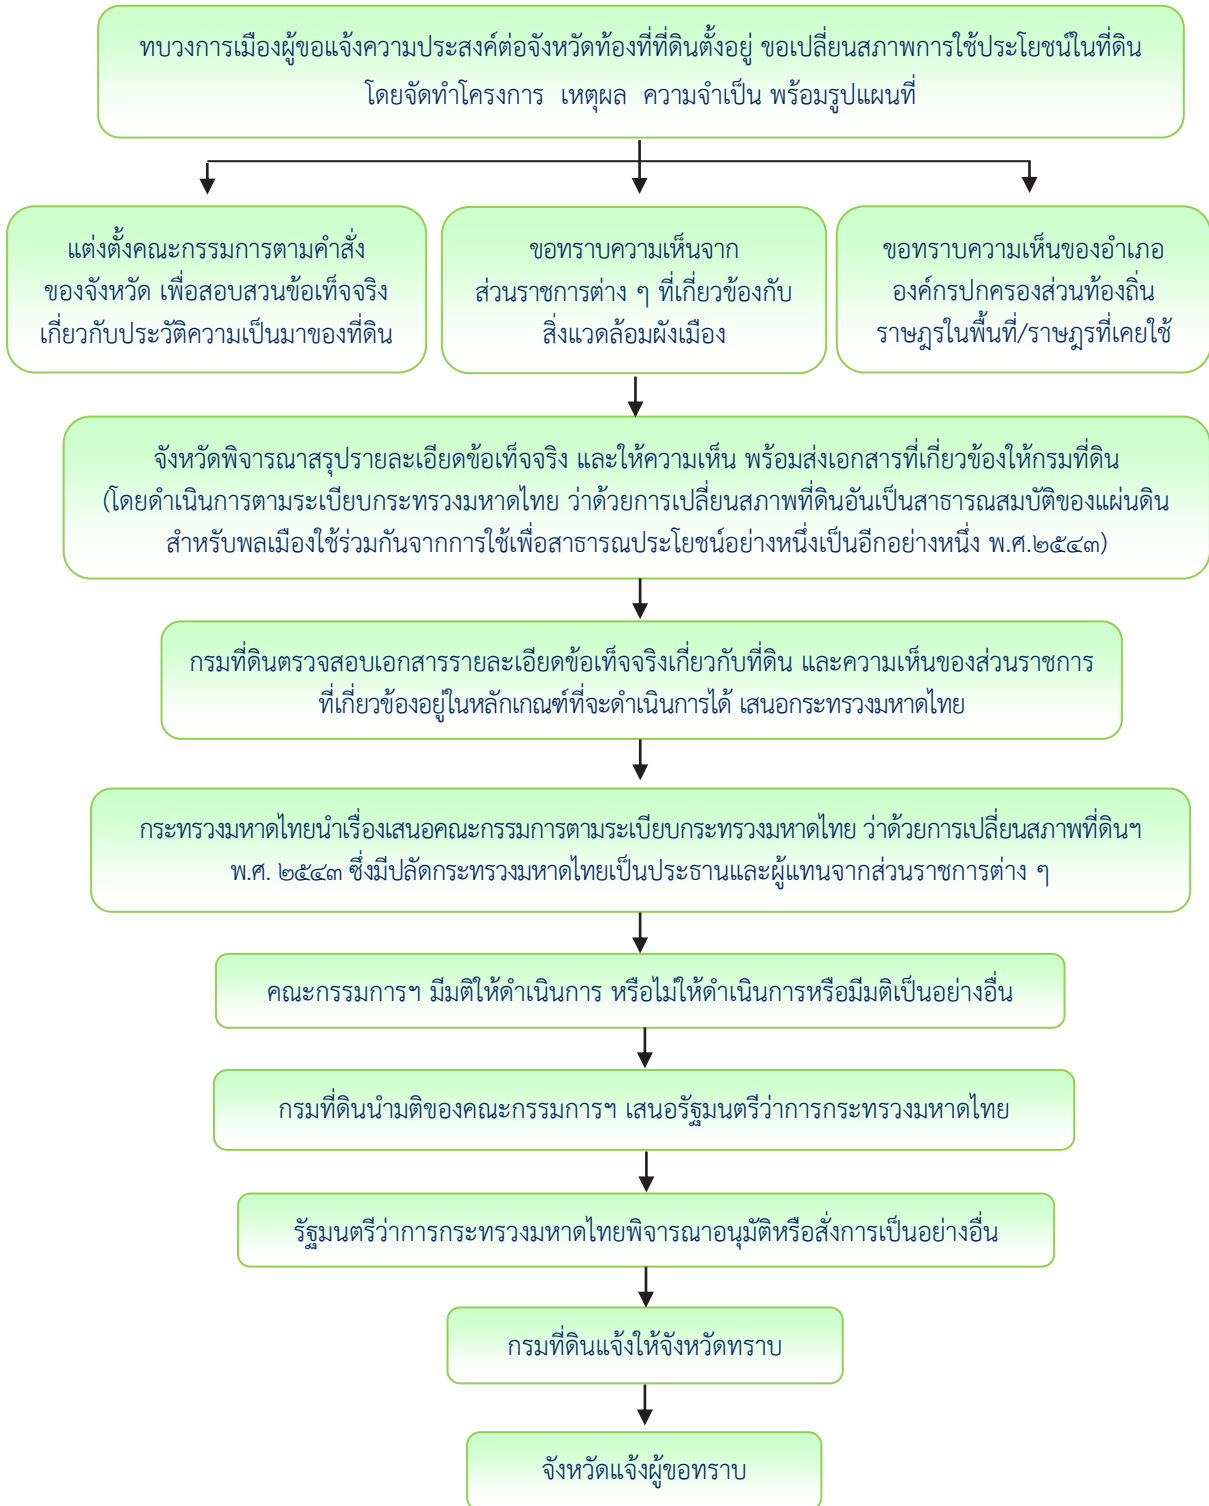 ทบวงการเมืองผู้ขอแจ้งความประสงค์ต่อจังหวัดท้องที่ที่ดินตั้งอยู่ ขอเปลี่ยนสภาพการใช้ประโยชน์ในที่ดิน
โดยจัดทำโครงการ เหตุผล ความจำเป็น พร้อมรูปแผนที่
แต่งตั้งคณะกรรมการตามคำสั่ง
ของจังหวัด เพื่อสอบสวนข้อเท็จจริง
เกี่ยวกับประวัติความเป็นมาของที่ดิน
ขอทราบความเห็นจาก
ส่วนราชการต่าง ๆ ที่เกี่ยวข้องกับ
สิ่งแวดล้อมผังเมือง
ขอทราบความเห็นของอำเภอ
องค์กรปกครองส่วนท้องถิ่น
ราษฎรในพื้นที่/ราษฎรที่เคยใช้
จังหวัดพิจารณาสรุปรายละเอียดข้อเท็จจริง และให้ความเห็น พร้อมส่งเอกสารที่เกี่ยวข้องให้กรมที่ดิน
(โดยดำเนินการตามระเบียบกระทรวงมหาดไทย ว่าด้วยการเปลี่ยนสภาพที่ดินอันเป็นสาธารณสมบัติของแผ่นดิน
สำหรับพลเมืองใช้ร่วมกันจากการใช้เพื่อสาธารณประโยชน์อย่างหนึ่งเป็นอีกอย่างหนึ่ง พ.ศ.๒๕๔๓)
กรมที่ดินตรวจสอบเอกสารรายละเอียดข้อเท็จจริงเกี่ยวกับที่ดิน และความเห็นของส่วนราชการ
ที่เกี่ยวข้องอยู่ในหลักเกณฑ์ที่จะดำเนินการได้ เสนอกระทรวงมหาดไทย
กระทรวงมหาดไทยนำเรื่องเสนอคณะกรรมการตามระเบียบกระทรวงมหาดไทย ว่าด้วยการเปลี่ยนสภาพที่ดินฯ
พ.ศ. ๒๕๔๓ ซึ่งมีปลัดกระทรวงมหาดไทยเป็นประธานและผู้แทนจากส่วนราชการต่าง ๆ
คณะกรรมการฯ มีมติให้ดำเนินการ หรือไม่ให้ดำเนินการหรือมีมติเป็นอย่างอื่น
กรมที่ดินนำมติของคณะกรรมการฯ เสนอรัฐมนตรีว่าการกระทรวงมหาดไทย
รัฐมนตรีว่าการกระทรวงมหาดไทยพิจารณาอนุมัติหรือสั่งการเป็นอย่างอื่น
กรมที่ดินแจ้งให้จังหวัดทราบ
จังหวัดแจ้งผู้ขอทราบ